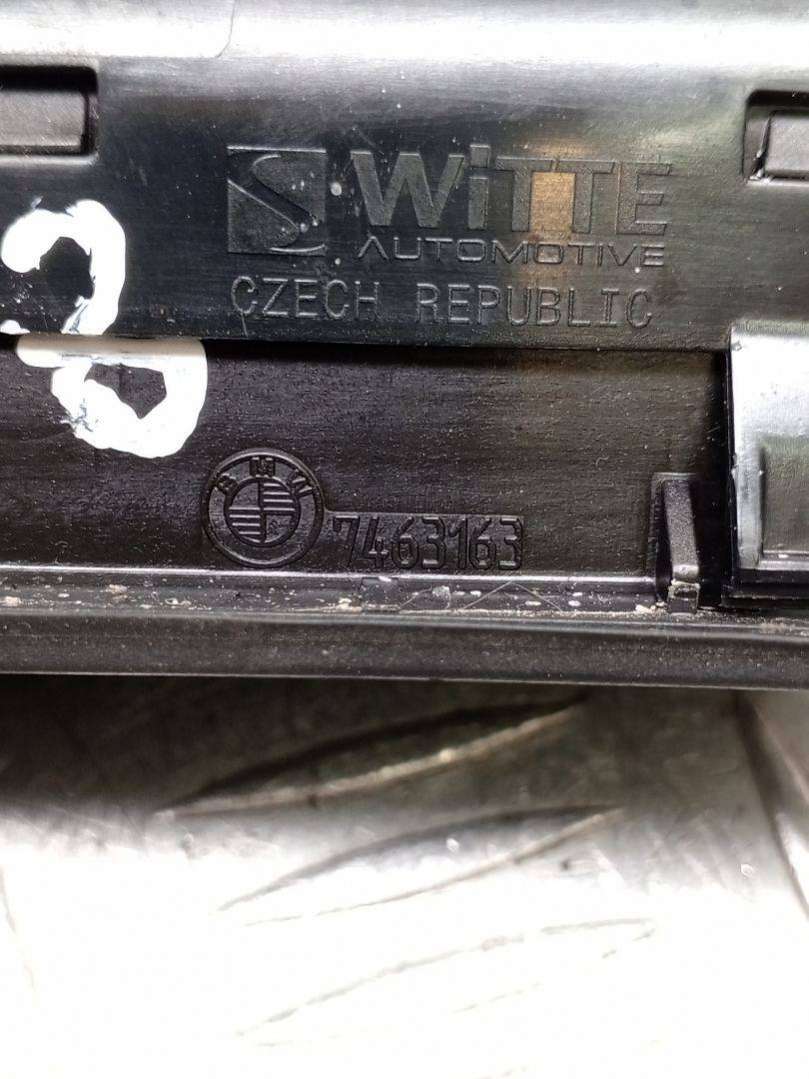 WiTTE
AUTOMOTIVE
CZECH REPUBLIC
BMW
7463163